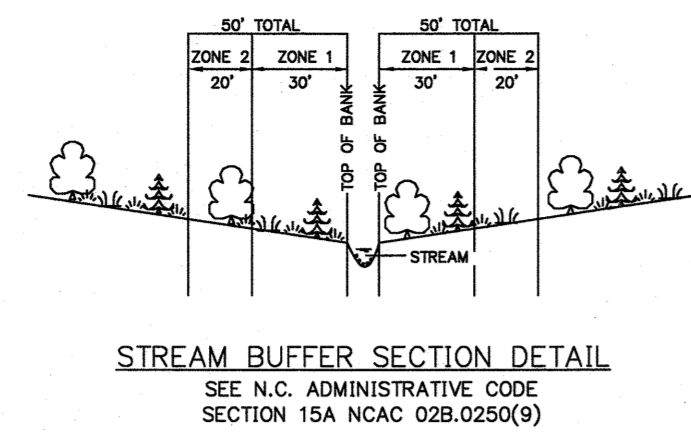 50' TOTAL 50' TOTAL
ZONE 2 ZONE 1 ZONE 1 ZONE 2
20' 30' 30' 20'
TOP OF BANK
TOP OF BANK
STREAM
STREAM BUFFER SECTION DETAIL
SEE N.C. ADMINISTRATIVE CODE
SECTION 15A NCAC 02B.0250(9)